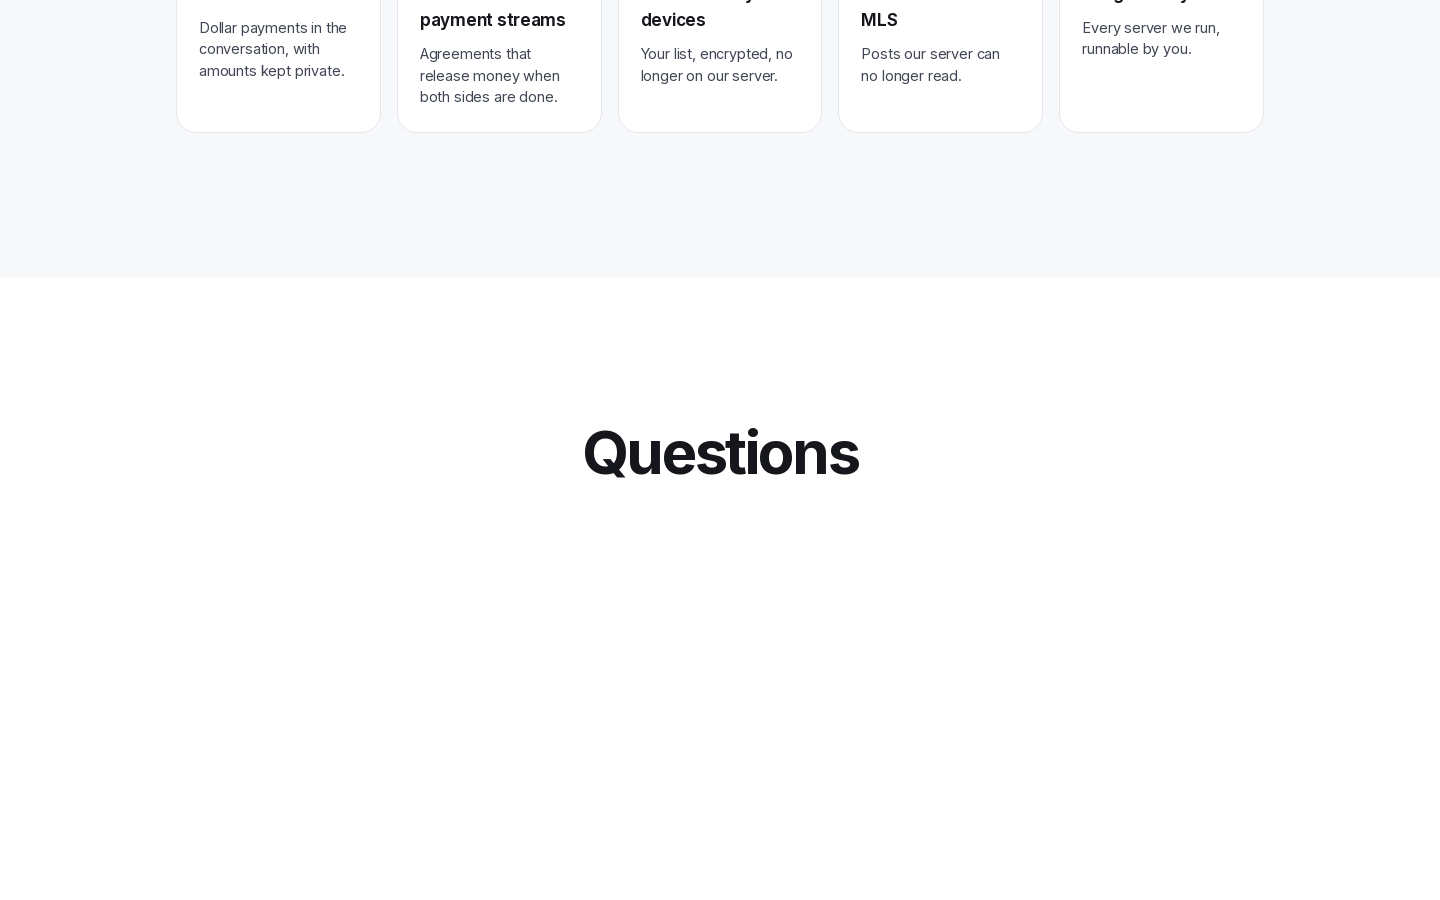 Dollar payments in the
conversation, with
amounts kept private.
payment streams
Agreements that
release money when
both sides are done.
devices
Your list, encrypted, no
longer on our server.
MLS
Posts our server can
no longer read.
Every server we run,
runnable by you.
Questions